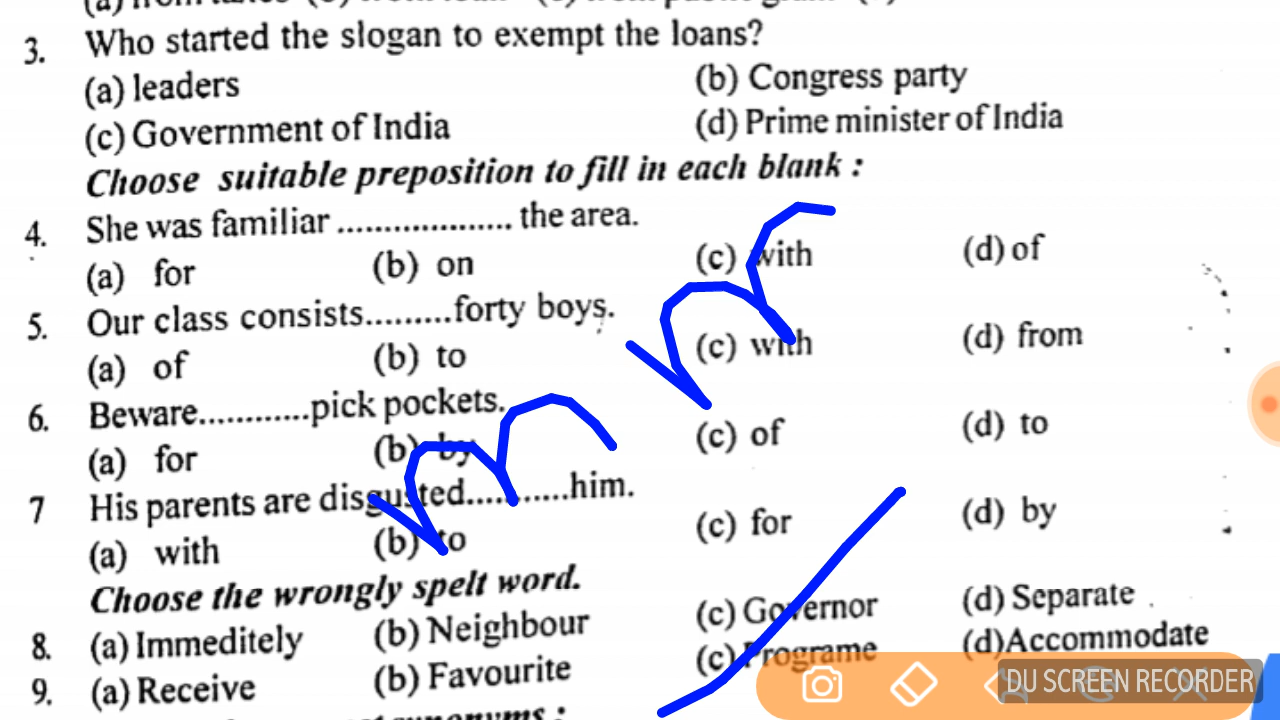 3. Who started the slogan to exempt the loans?
(a) leaders (b) Congress party
(c) Government of India (d) Prime minister of India
Choose suitable preposition to fill in each blank :
4. She was familiar ................... the area.
(a) for (b) on (c) with (d) of
5. Our class consists.........forty boys.
(a) of (b) to (c) with (d) from
6. Beware............pick pockets.
(a) for (b) by (c) of (d) to
7 His parents are disgusted...........him.
(a) with (b) to (c) for (d) by
Choose the wrongly spelt word.
8. (a) Immeditely (b) Neighbour (c) Governor (d) Separate
9. (a) Receive (b) Favourite (c) Programe (d) Accommodate
DU SCREEN RECORDER